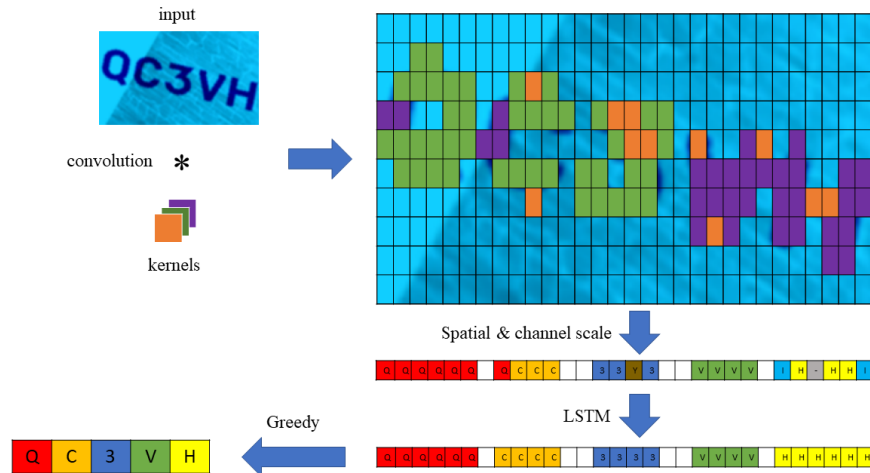 input
QC3VH
convolution *
kernels
Spatial & channel scale
Q Q Q Q Q Q Q C C C 3 3 Y 3 V V V V I H - H H I
LSTM
Greedy
Q C 3 V H
Q Q Q Q Q Q C C C C 3 3 3 3 V V V V H H H H H H